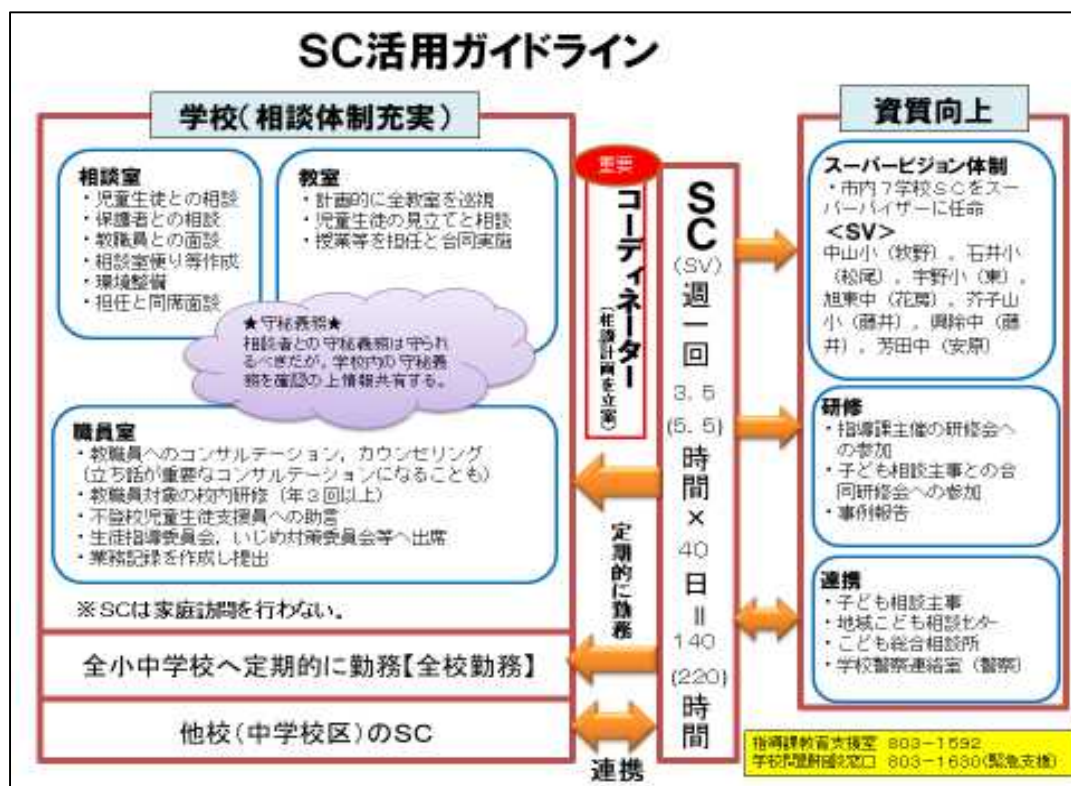 SC活用ガイドライン
学校(相談体制充実)
相談室
・児童生徒との相談
・保護者との相談
・教職員との面談
・相談室便り等作成
・環境整備
・担任と同席面談
教室
・計画的に全教室を巡視
・児童生徒の見立てと相談
・授業等を担任と合同実施
★守秘義務★
相談者との守秘義務は守られ
るべきだが、学校内の守秘義
務を確認の上情報共有する。
職員室
・教職員へのコンサルテーション，カウンセリング
(立ち話が重要なコンサルテーションになることも)
・教職員対象の校内研修（年３回以上）
・不登校児童生徒支援員への助言
・生徒指導委員会，いじめ対策委員会等へ出席
・業務記録を作成し提出
※SCは家庭訪問を行わない。
全小中学校へ定期的に勤務【全校勤務】
他校(中学校区)のSC
重要
コーディネーター
(相談計画を立案)
定期的に勤務
連携
SC
(SV)
週一回
3.5
(5.5)
時間×
40
日＝
140
(220)
時間
資質向上
スーパービジョン体制
・市内７学校ＳＣをスー
パーバイザーに任命
＜SV＞
中山小（牧野），石井小
（松尾），宇野小（東），
旭東中（花房），芥子山
小（藤井），興除中（藤
井），芳田中（安原）
研修
・指導課主催の研修会へ
の参加
・子ども相談主事との合
同研修会への参加
・事例報告
連携
・子ども相談主事
・地域こども相談センター
・こども総合相談所
・学校警察連絡室（警察）
指導課教育支援室 803-1592
学校問題相談窓口 803-1630(緊急支援)